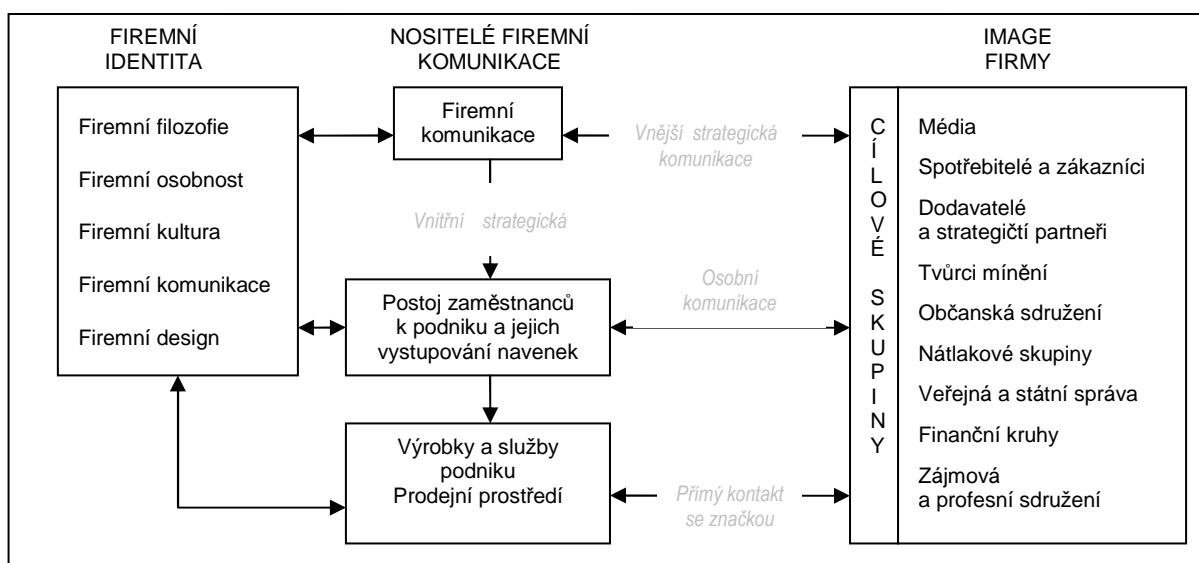 FIREMNÍ
IDENTITA
NOSITELÉ FIREMNÍ
KOMUNIKACE
IMAGE
FIRMY
Firemní filozofie
Firemní osobnost
Firemní kultura
Firemní komunikace
Firemní design
Firemní
komunikace
Vnitřní strategická
Postoj zaměstnanců
k podniku a jejich
vystupování navenek
Výrobky a služby
podniku
Prodejní prostředí
Vnější strategická
komunikace
Osobní
komunikace
Přímý kontakt
se značkou
CÍLOVÉ SKUPINY
Média
Spotřebitelé a zákazníci
Dodavatelé
a strategičtí partneři
Tvůrci mínění
Občanská sdružení
Nátlakové skupiny
Veřejná a státní správa
Finanční kruhy
Zájmová
a profesní sdružení